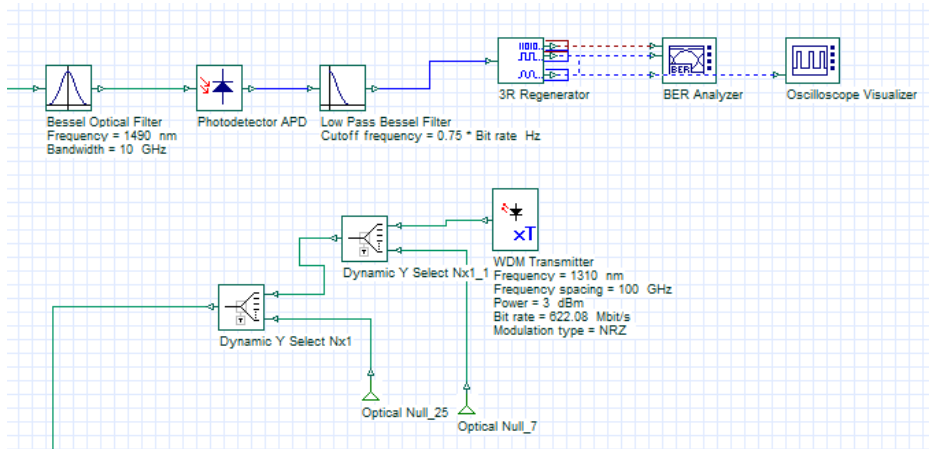 3R Regenerator
BER
BER Analyzer
Oscilloscope Visualizer
Bessel Optical Filter
Frequency = 1490 nm
Bandwidth = 10 GHz
Photodetector APD
Low Pass Bessel Filter
Cutoff frequency = 0.75 * Bit rate Hz
xT
WDM Transmitter
Frequency = 1310 nm
Frequency spacing = 100 GHz
Power = 3 dBm
Bit rate = 622.08 Mbit/s
Modulation type = NRZ
T
Dynamic Y Select Nx1_1
T
Dynamic Y Select Nx1
Optical Null_25
Optical Null_7